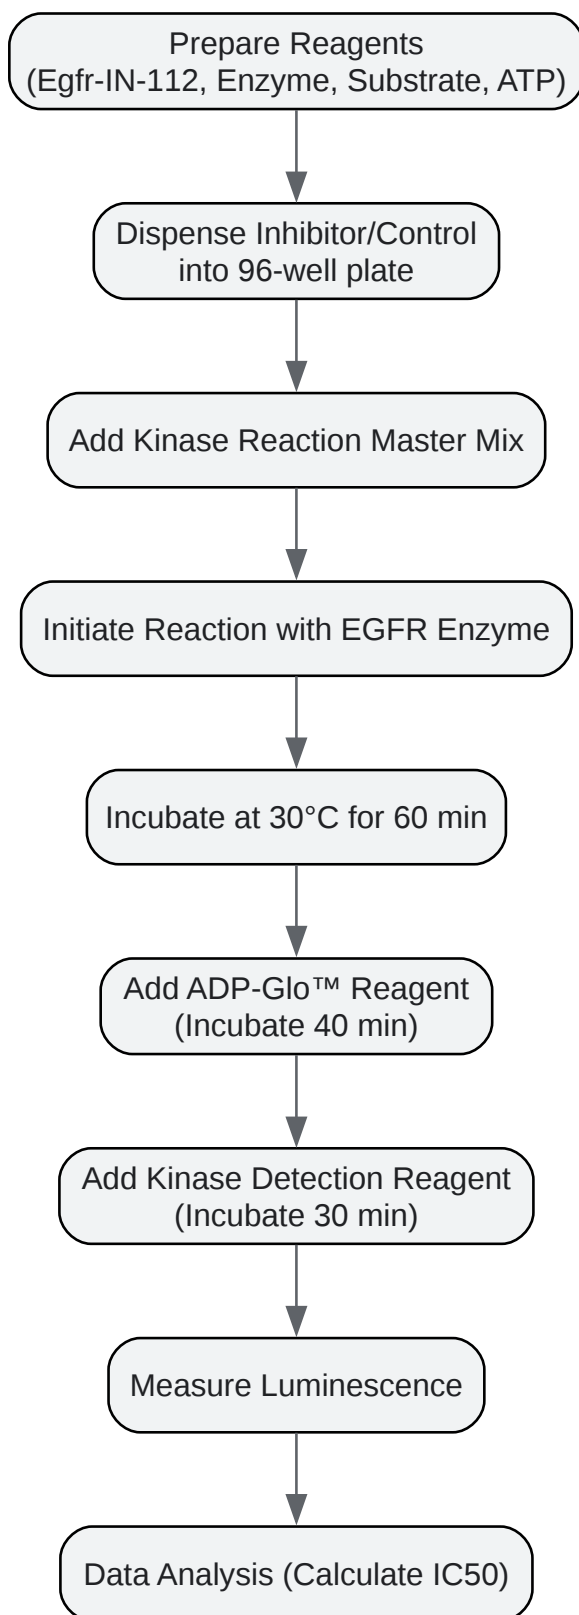 Prepare Reagents
(Egfr-IN-112, Enzyme, Substrate, ATP)
Dispense Inhibitor/Control
into 96-well plate
Add Kinase Reaction Master Mix
Initiate Reaction with EGFR Enzyme
Incubate at 30°C for 60 min
Add ADP-Glo™ Reagent
(Incubate 40 min)
Add Kinase Detection Reagent
(Incubate 30 min)
Measure Luminescence
Data Analysis (Calculate IC50)